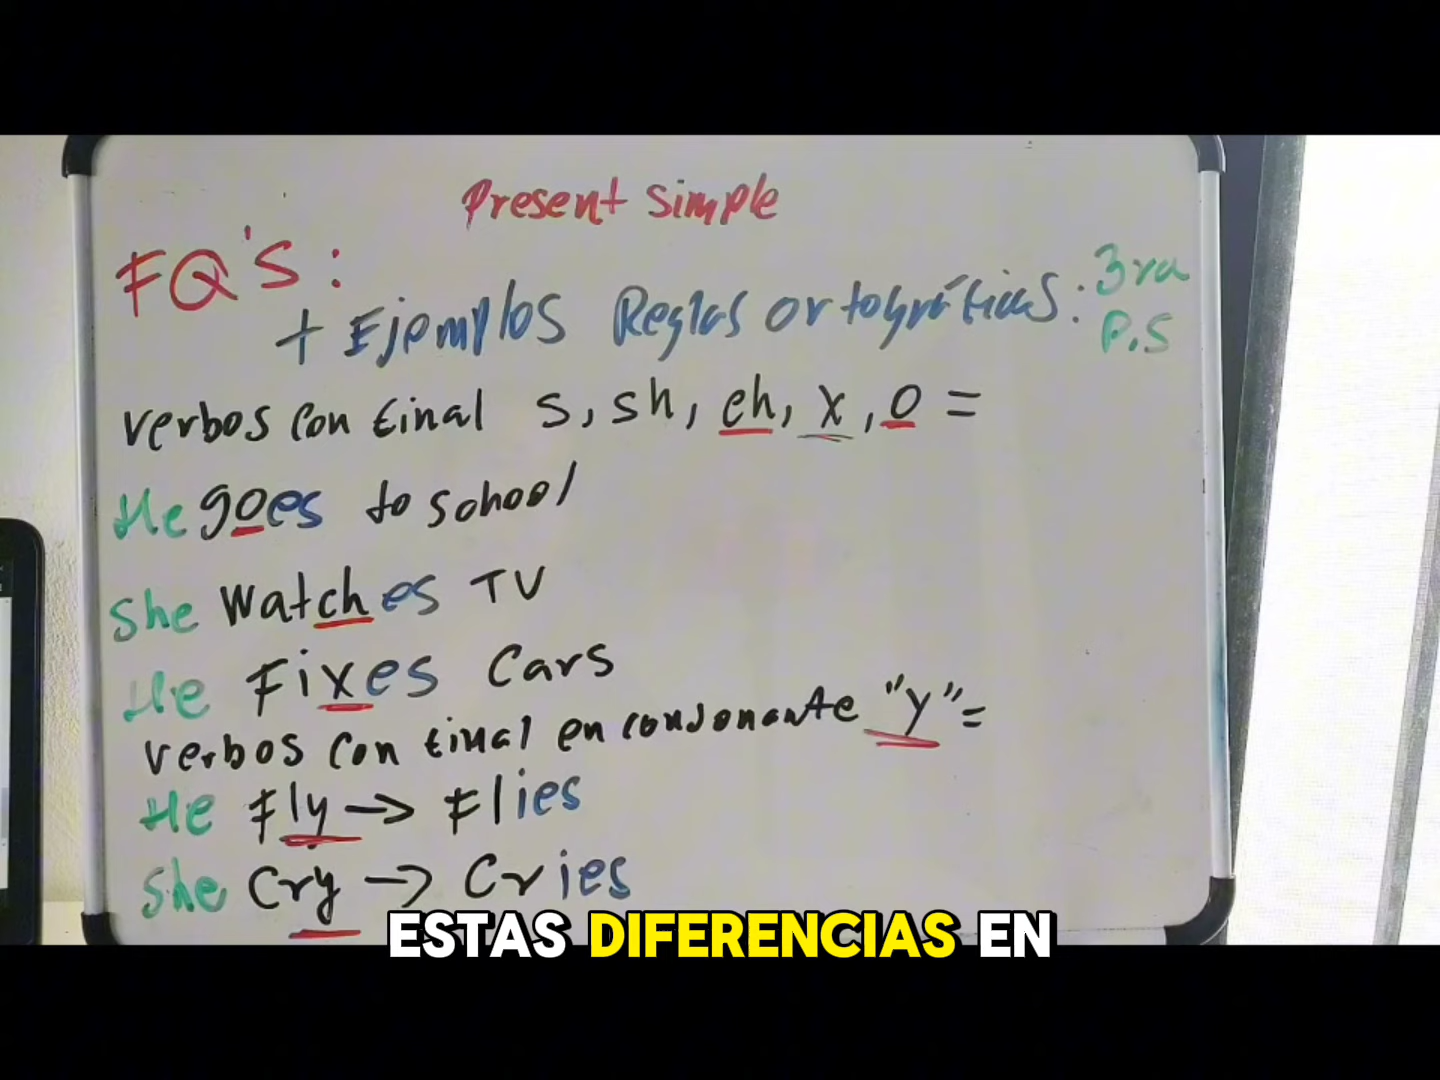 Present simple
FQ'S:
+ Ejemplos Reglas ortográficas: 3ra P.S
verbos con final s, sh, ch, x, o =
He goes to school
She watches TV
He Fixes Cars
verbos con final en consonante "y"=
He Fly → Flies
She Cry → Cries
ESTAS DIFERENCIAS EN